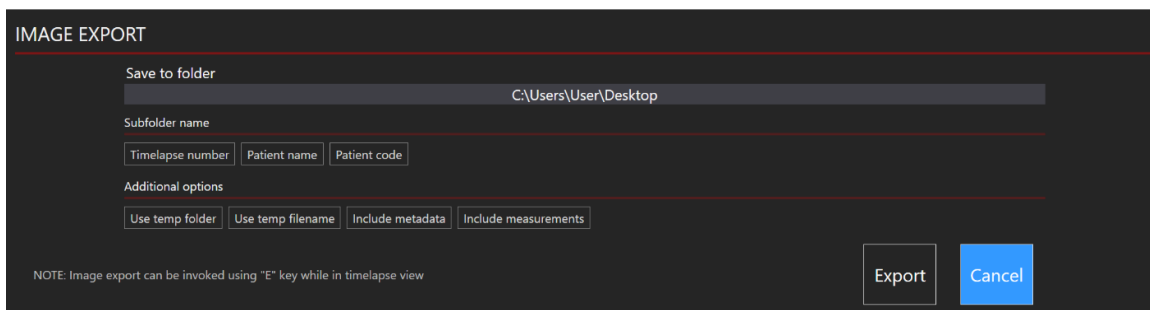 IMAGE EXPORT
Save to folder
C:\Users\User\Desktop
Subfolder name
Timelapse number Patient name Patient code
Additional options
Use temp folder Use temp filename Include metadata Include measurements
NOTE: Image export can be invoked using "E" key while in timelapse view Export Cancel